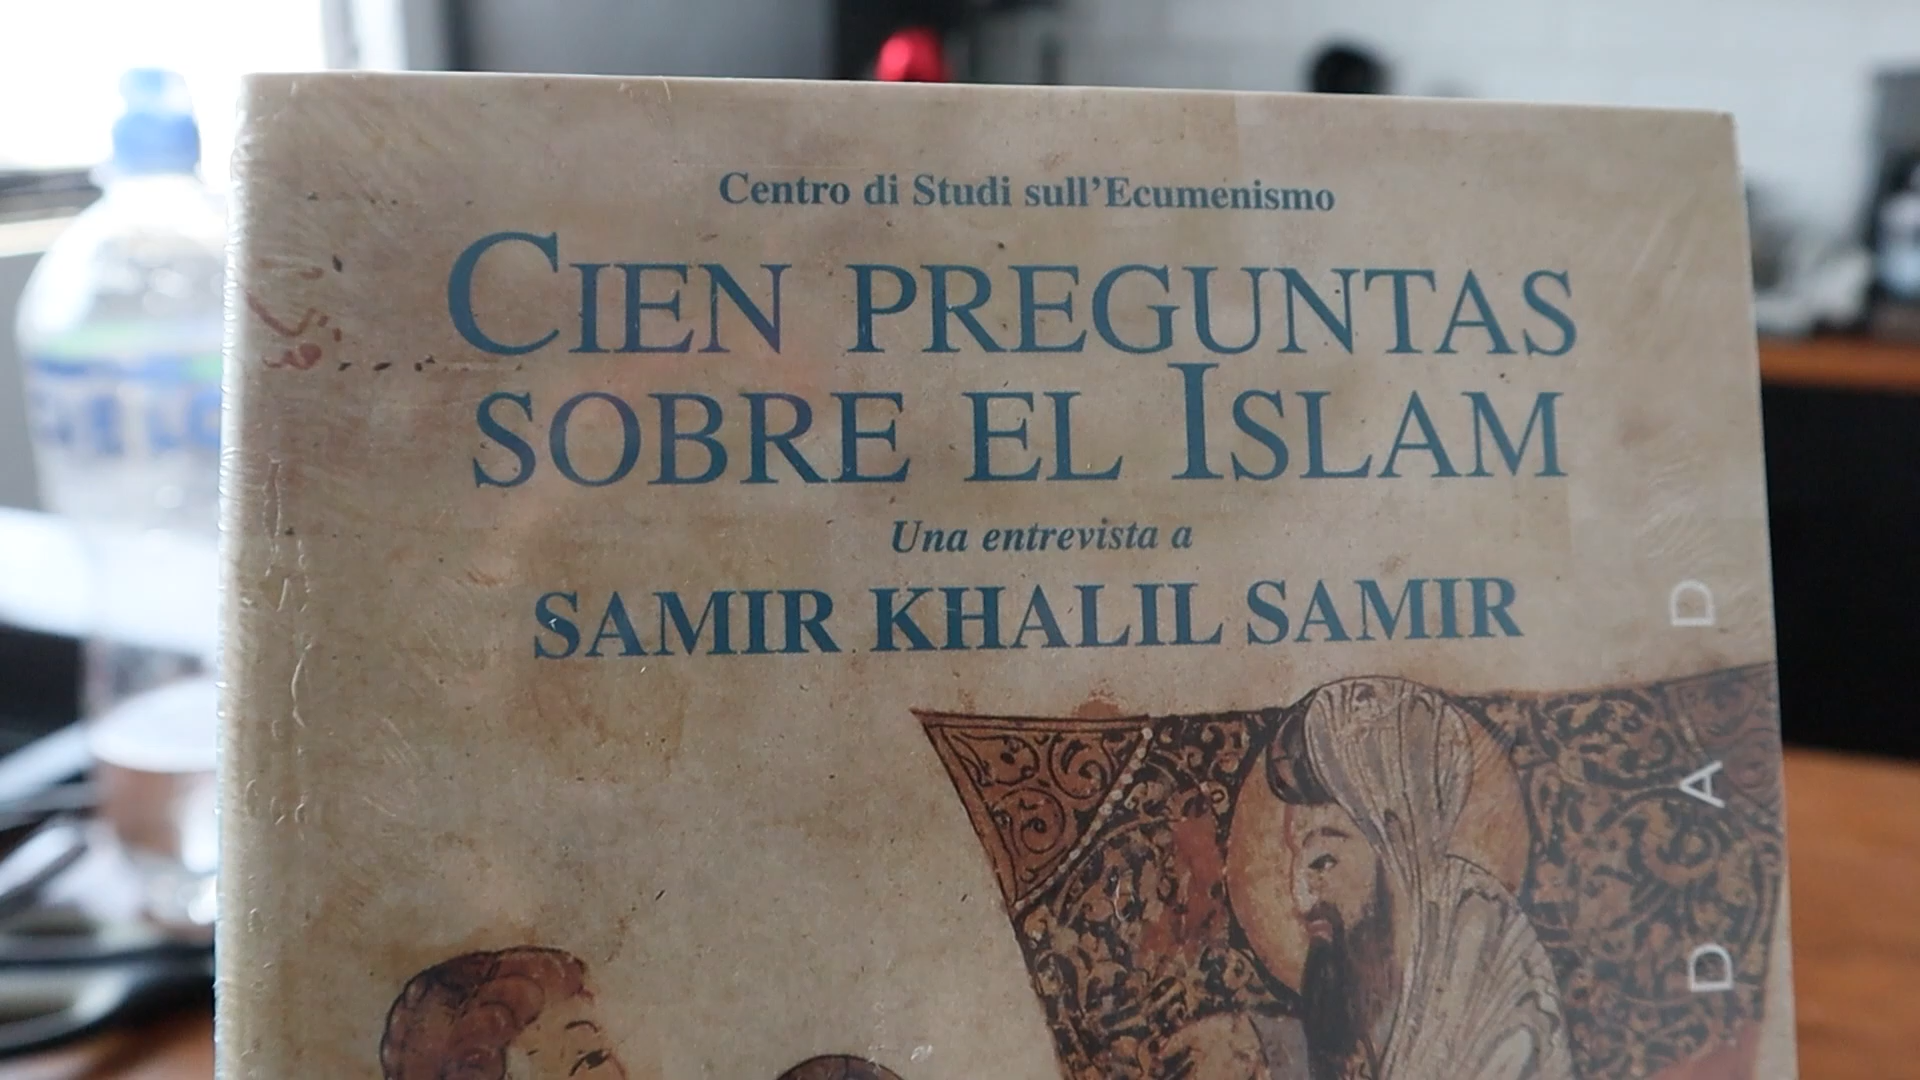 Centro di Studi sull'Ecumenismo
CIEN PREGUNTAS
SOBRE EL ISLAM
Una entrevista a
SAMIR KHALIL SAMIR
D A D